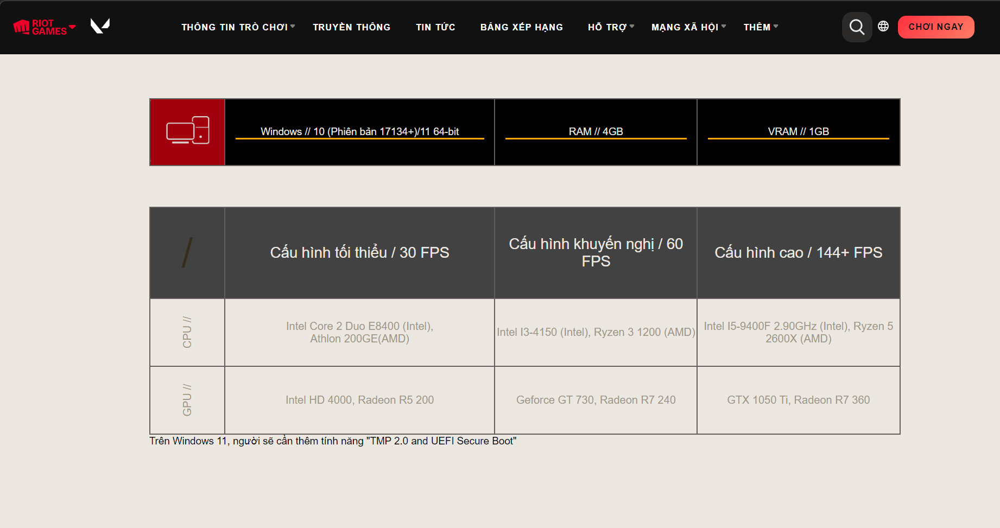 RIOT
GAMES
THÔNG TIN TRÒ CHƠI
TRUYỀN THÔNG
TIN TỨC
BẢNG XẾP HẠNG
HỖ TRỢ
MẠNG XÃ HỘI
THÊM
CHƠI NGAY
Windows // 10 (Phiên bản 17134+)/11 64-bit
RAM // 4GB
VRAM // 1GB
/
Cấu hình tối thiểu / 30 FPS
Cấu hình khuyến nghị / 60
FPS
Cấu hình cao / 144+ FPS
CPU //
Intel Core 2 Duo E8400 (Intel),
Athlon 200GE(AMD)
Intel I3-4150 (Intel), Ryzen 3 1200 (AMD)
Intel I5-9400F 2.90GHz (Intel), Ryzen 5
2600X (AMD)
GPU //
Intel HD 4000, Radeon R5 200
Geforce GT 730, Radeon R7 240
GTX 1050 Ti, Radeon R7 360
Trên Windows 11, người sẽ cần thêm tính năng "TMP 2.0 and UEFI Secure Boot"